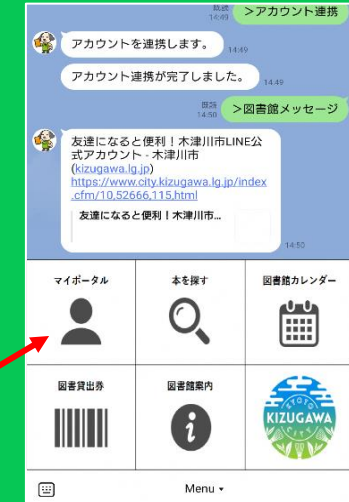 既読
14:49
>アカウント連携
アカウントを連携します。
14:49
アカウント連携が完了しました。
14:49
既読
14:50
>図書館メッセージ
友達になると便利!木津川市LINE公
式アカウント - 木津川市
(kizugawa.lg.jp)
https://www.city.kizugawa.lg.jp/index
.cfm/10,52666,115,html
友達になると便利!木津川市...
14:50
マイポータル
本を探す
図書館カレンダー
図書貸出券
図書館案内
KYOTO
KIZUGAWA
CITY
Menu